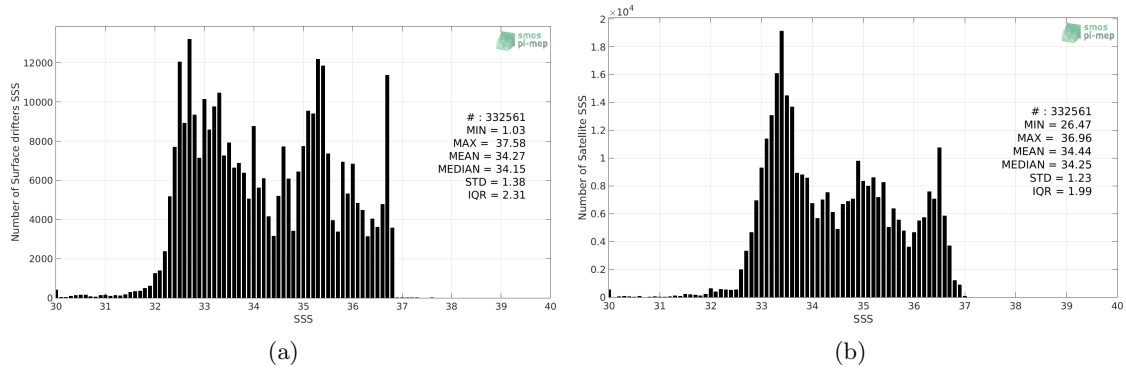 smos
pi-mep
Number of Surface drifters SSS
12000
10000
8000
6000
4000
2000
0
# : 332561
MIN = 1.03
MAX = 37.58
MEAN = 34.27
MEDIAN = 34.15
STD = 1.38
IQR = 2.31
30 31 32 33 34 35 36 37 38 39 40
SSS
(a)
×10⁴
smos
pi-mep
Number of Satellite SSS
2
1.8
1.6
1.4
1.2
1
0.8
0.6
0.4
0.2
0
# : 332561
MIN = 26.47
MAX = 36.96
MEAN = 34.44
MEDIAN = 34.25
STD = 1.23
IQR = 1.99
30 31 32 33 34 35 36 37 38 39 40
SSS
(b)